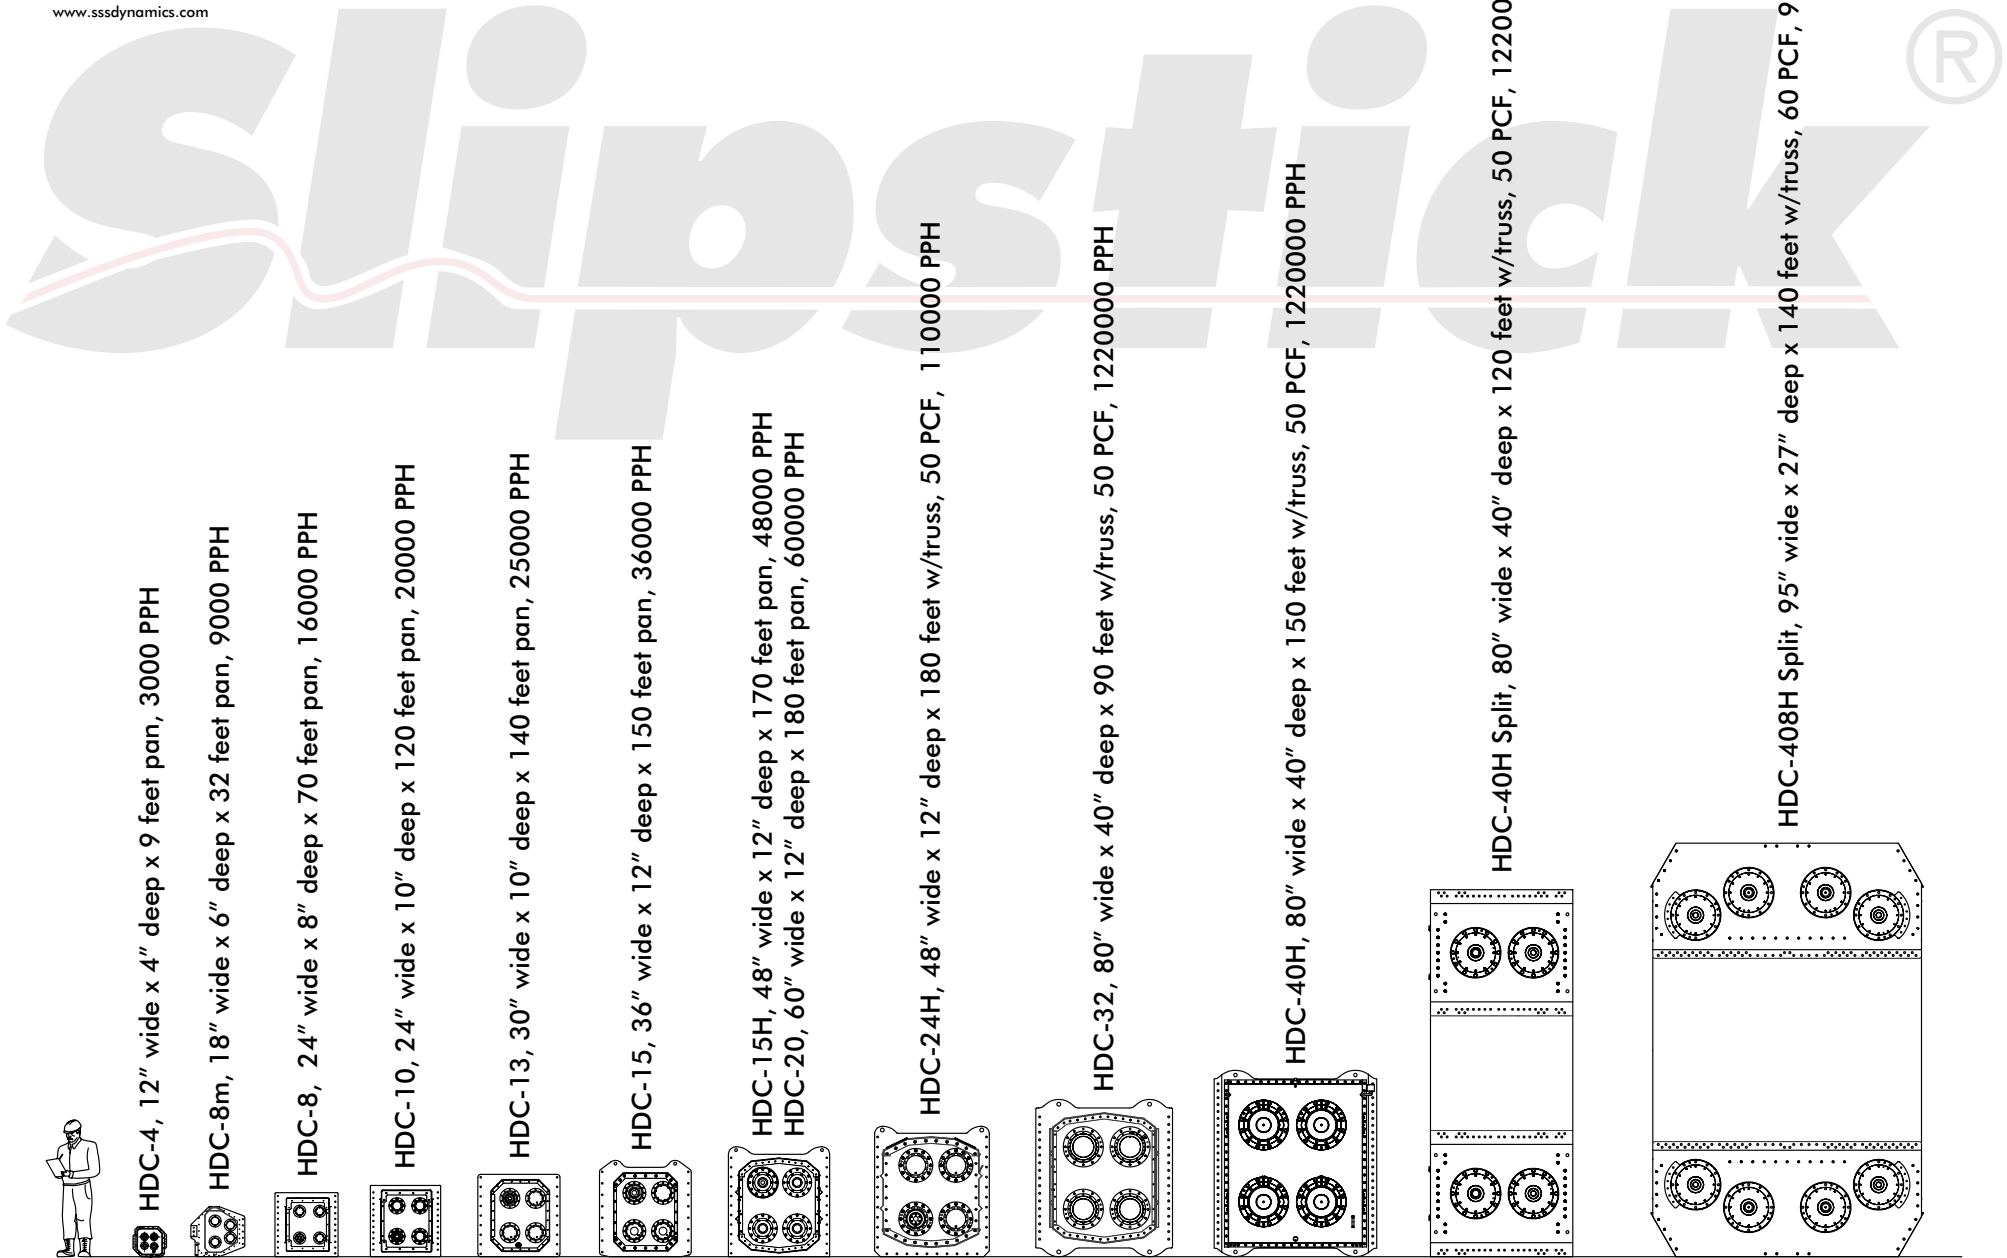 www.sssdynamics.com
Slipstick®
HDC-4, 12” wide x 4” deep x 9 feet pan, 3000 PPH
HDC-8m, 18” wide x 6” deep x 32 feet pan, 9000 PPH
HDC-8, 24” wide x 8” deep x 70 feet pan, 16000 PPH
HDC-10, 24” wide x 10” deep x 120 feet pan, 20000 PPH
HDC-13, 30” wide x 10” deep x 140 feet pan, 25000 PPH
HDC-15, 36” wide x 12” deep x 150 feet pan, 36000 PPH
HDC-15H, 48” wide x 12” deep x 170 feet pan, 48000 PPH
HDC-20, 60” wide x 12” deep x 180 feet pan, 60000 PPH
HDC-24H, 48” wide x 12” deep x 180 feet w/truss, 50 PCF, 110000 PPH
HDC-32, 80” wide x 40” deep x 90 feet w/truss, 50 PCF, 1220000 PPH
HDC-40H, 80” wide x 40” deep x 150 feet w/truss, 50 PCF, 1220000 PPH
HDC-40H Split, 80” wide x 40” deep x 120 feet w/truss, 50 PCF, 12200
HDC-408H Split, 95” wide x 27” deep x 140 feet w/truss, 60 PCF, 9